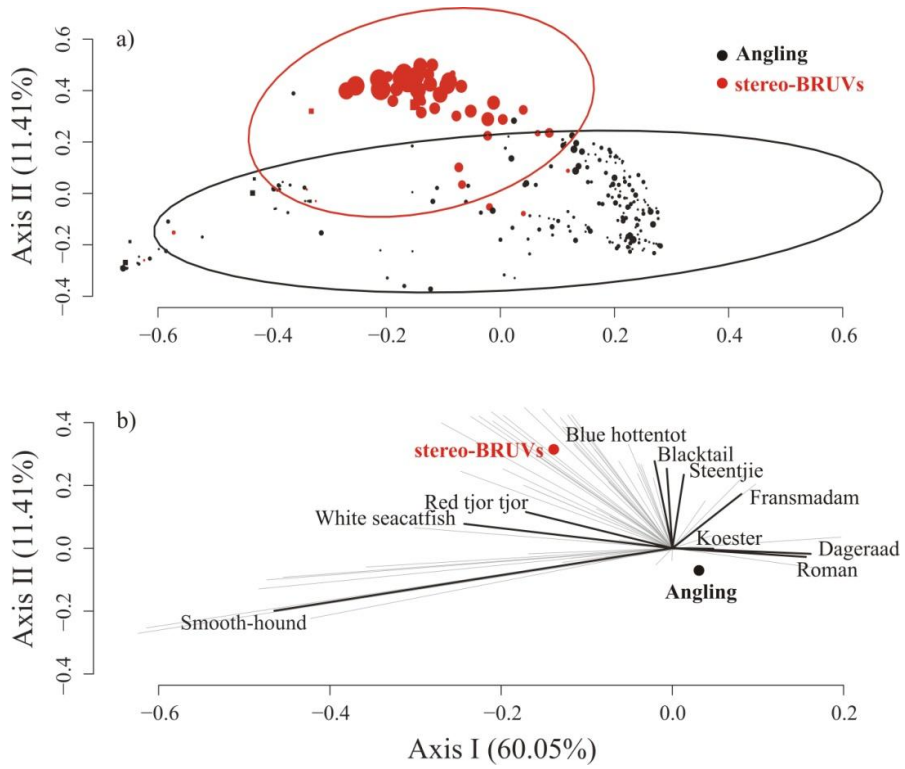 a)
Angling
stereo-BRUVs
Axis II (11.41%)
0.6
0.4
0.2
0.0
−0.2
−0.4
−0.6 −0.4 −0.2 0.0 0.2 0.4 0.6
b)
Axis II (11.41%)
0.4
0.2
0.0
−0.2
−0.4
Blue hottentot
stereo-BRUVs
Blacktail
Steentjie
Red tjor tjor
Fransmadam
White seacatfish
Koester
Dageraad
Roman
Angling
Smooth-hound
−0.6 −0.4 −0.2 0.0 0.2
Axis I (60.05%)